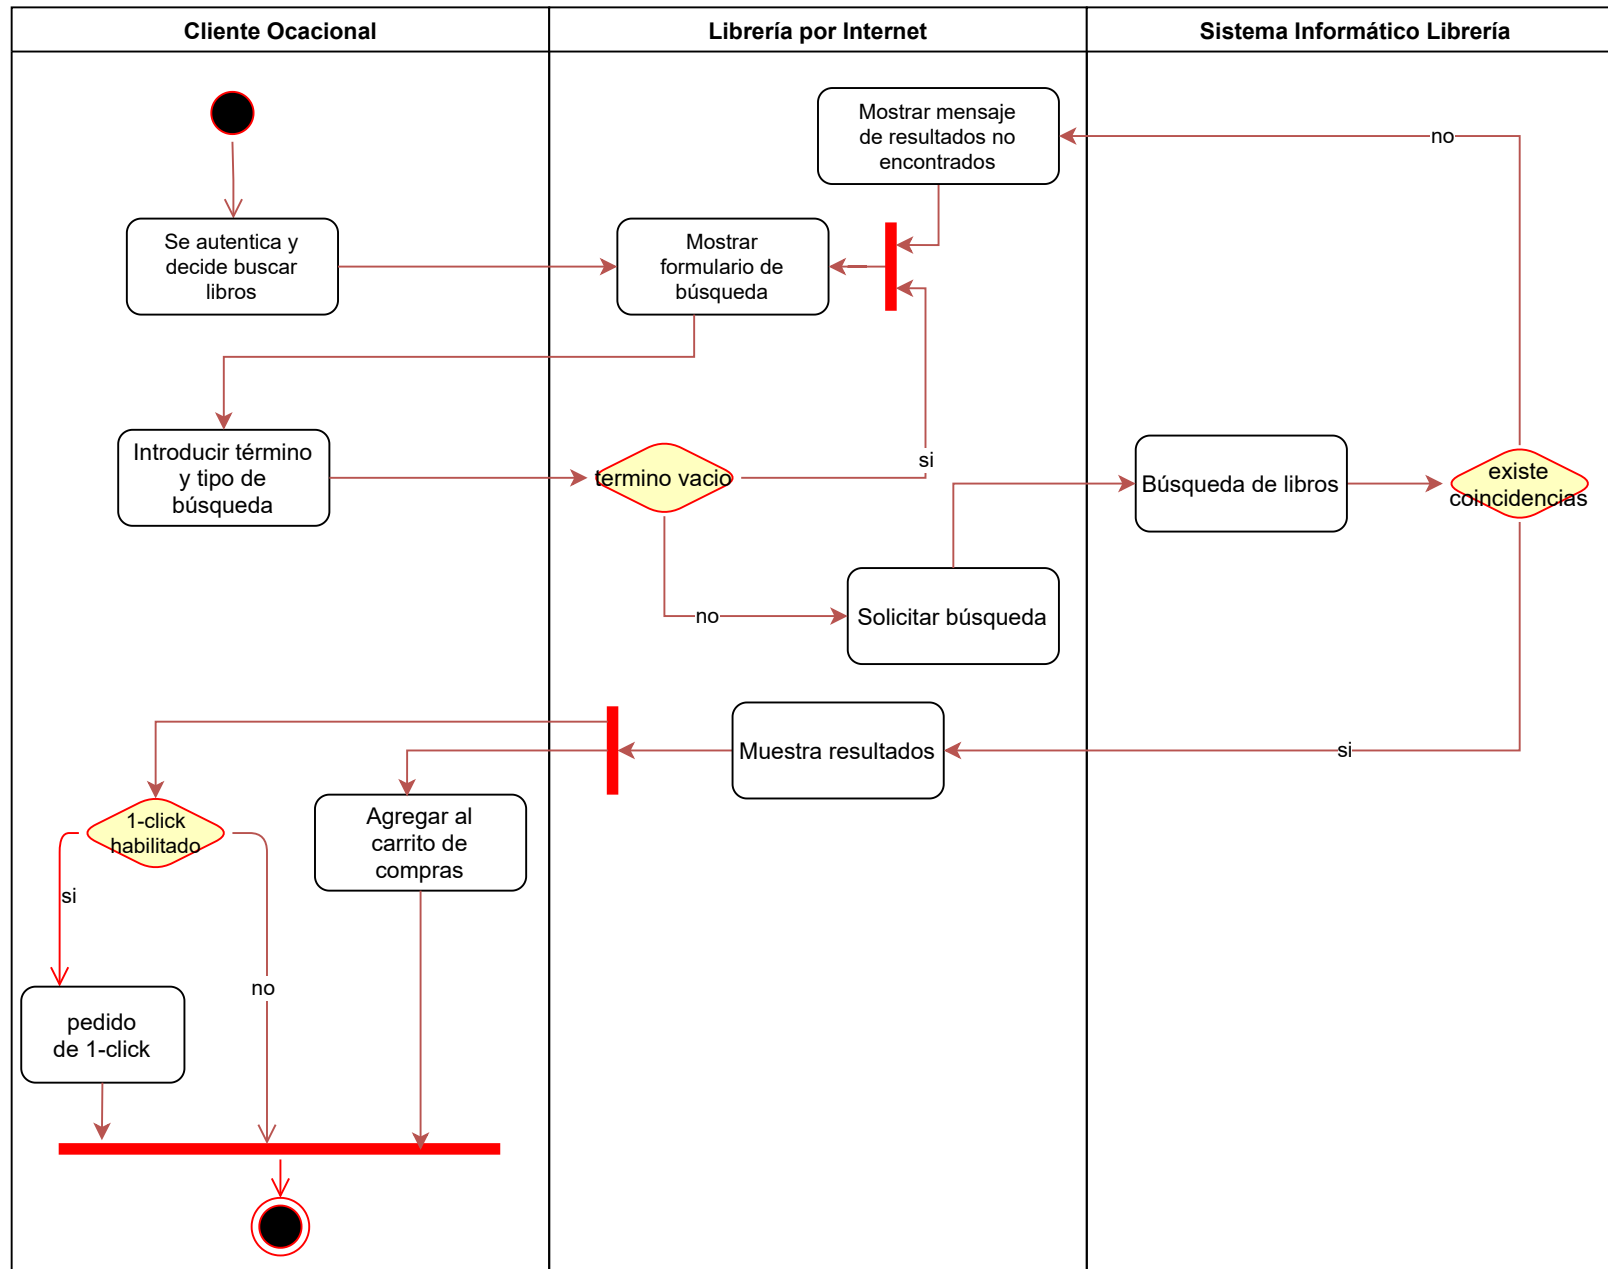 Cliente Ocacional
Librería por Internet
Sistema Informático Librería
Mostrar mensaje
de resultados no
encontrados
no
Se autentica y
decide buscar
libros
Mostrar
formulario de
búsqueda
Introducir término
y tipo de
búsqueda
termino vacio
si
Búsqueda de libros
existe
coincidencias
no
Solicitar búsqueda
Muestra resultados
si
1-click
habilitado
Agregar al
carrito de
compras
si
no
pedido
de 1-click